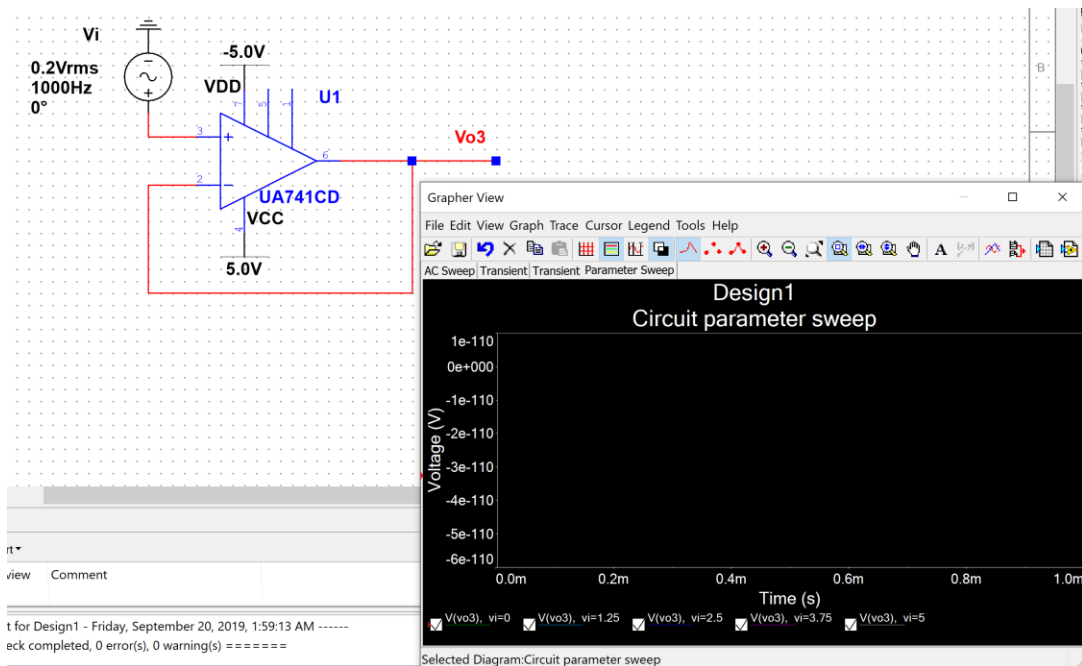 Vi
0.2Vrms
1000Hz
0°
-5.0V
VDD
7
5
1
U1
3
+
2
−
6
Vo3
UA741CD
VCC
4
5.0V
B
Grapher View
File Edit View Graph Trace Cursor Legend Tools Help
AC Sweep Transient Transient Parameter Sweep
Design1
Circuit parameter sweep
1e-110
0e+000
-1e-110
-2e-110
-3e-110
-4e-110
-5e-110
-6e-110
Voltage (V)
0.0m 0.2m 0.4m 0.6m 0.8m 1.0m
Time (s)
V(vo3), vi=0 V(vo3), vi=1.25 V(vo3), vi=2.5 V(vo3), vi=3.75 V(vo3), vi=5
Selected Diagram:Circuit parameter sweep
rt
view Comment
t for Design1 - Friday, September 20, 2019, 1:59:13 AM ------
eck completed, 0 error(s), 0 warning(s) =======